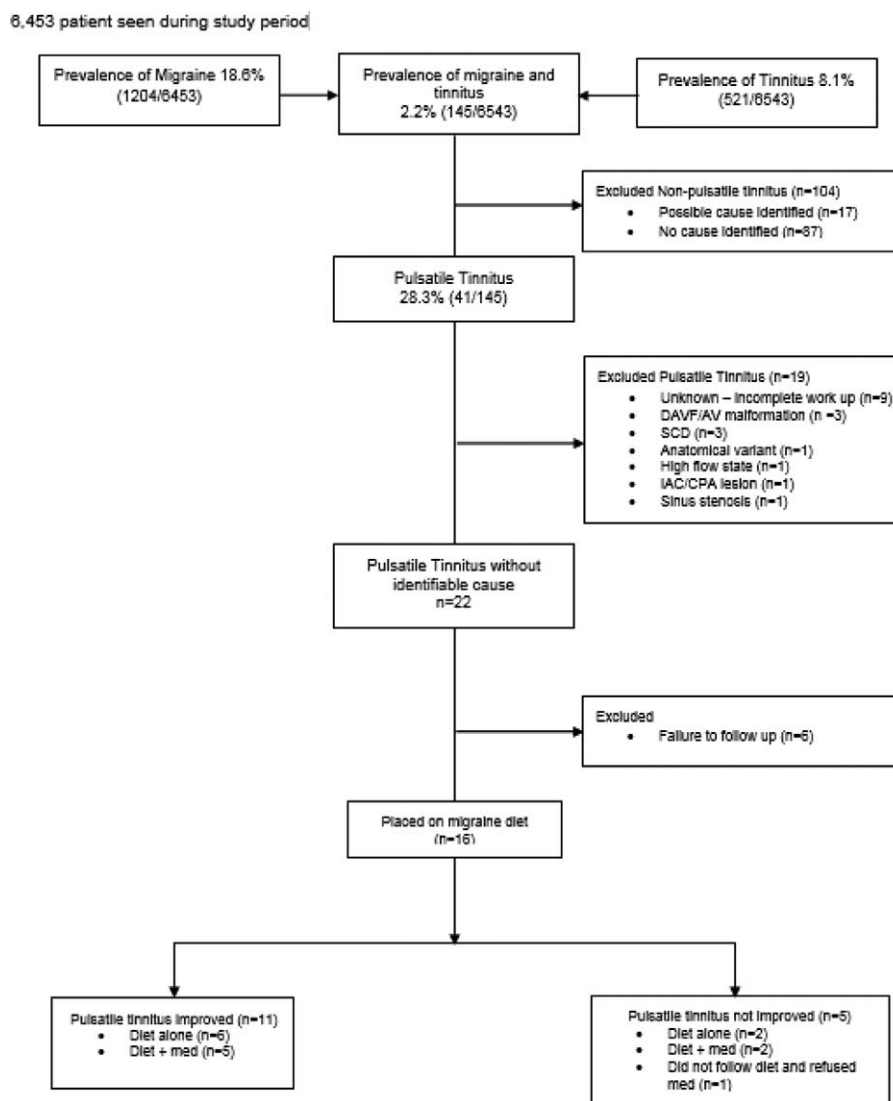 6,453 patient seen during study period
Prevalence of Migraine 18.6%
(1204/6453)
Prevalence of migraine and
tinnitus
2.2% (145/6543)
Prevalence of Tinnitus 8.1%
(521/6543)
Excluded Non-pulsatile tinnitus (n=104)
• Possible cause identified (n=17)
• No cause identified (n=87)
Pulsatile Tinnitus
28.3% (41/145)
Excluded Pulsatile Tinnitus (n=19)
• Unknown – Incomplete work up (n=9)
• DAVF/AV malformation (n =3)
• SCD (n=3)
• Anatomical variant (n=1)
• High flow state (n=1)
• IAC/CPA lesion (n=1)
• Sinus stenosis (n=1)
Pulsatile Tinnitus without
identifiable cause
n=22
Excluded
• Failure to follow up (n=6)
Placed on migraine diet
(n=16)
Pulsatile tinnitus improved (n=11)
• Diet alone (n=6)
• Diet + med (n=5)
Pulsatile tinnitus not improved (n=5)
• Diet alone (n=2)
• Diet + med (n=2)
• Did not follow diet and refused
med (n=1)